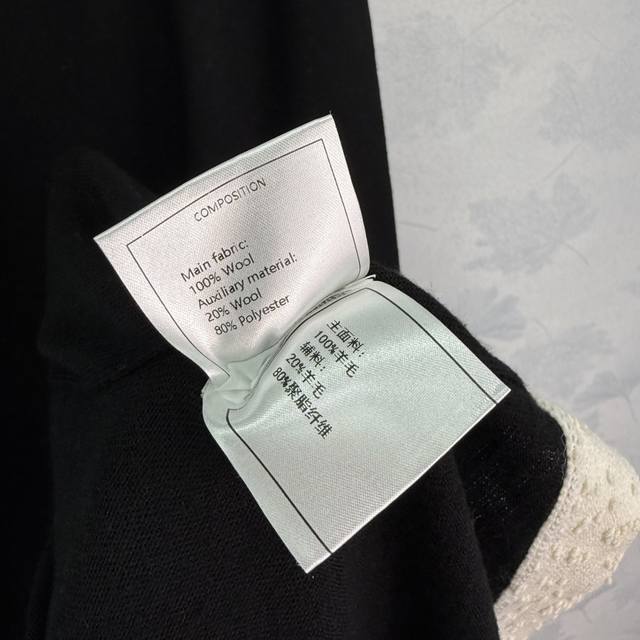 COMPOSITION
Main fabric:
100% Wool
Auxiliary material:
20% Wool
80% Polyester
主面料:
100%羊毛
辅料:
20%羊毛
80%聚脂纤维